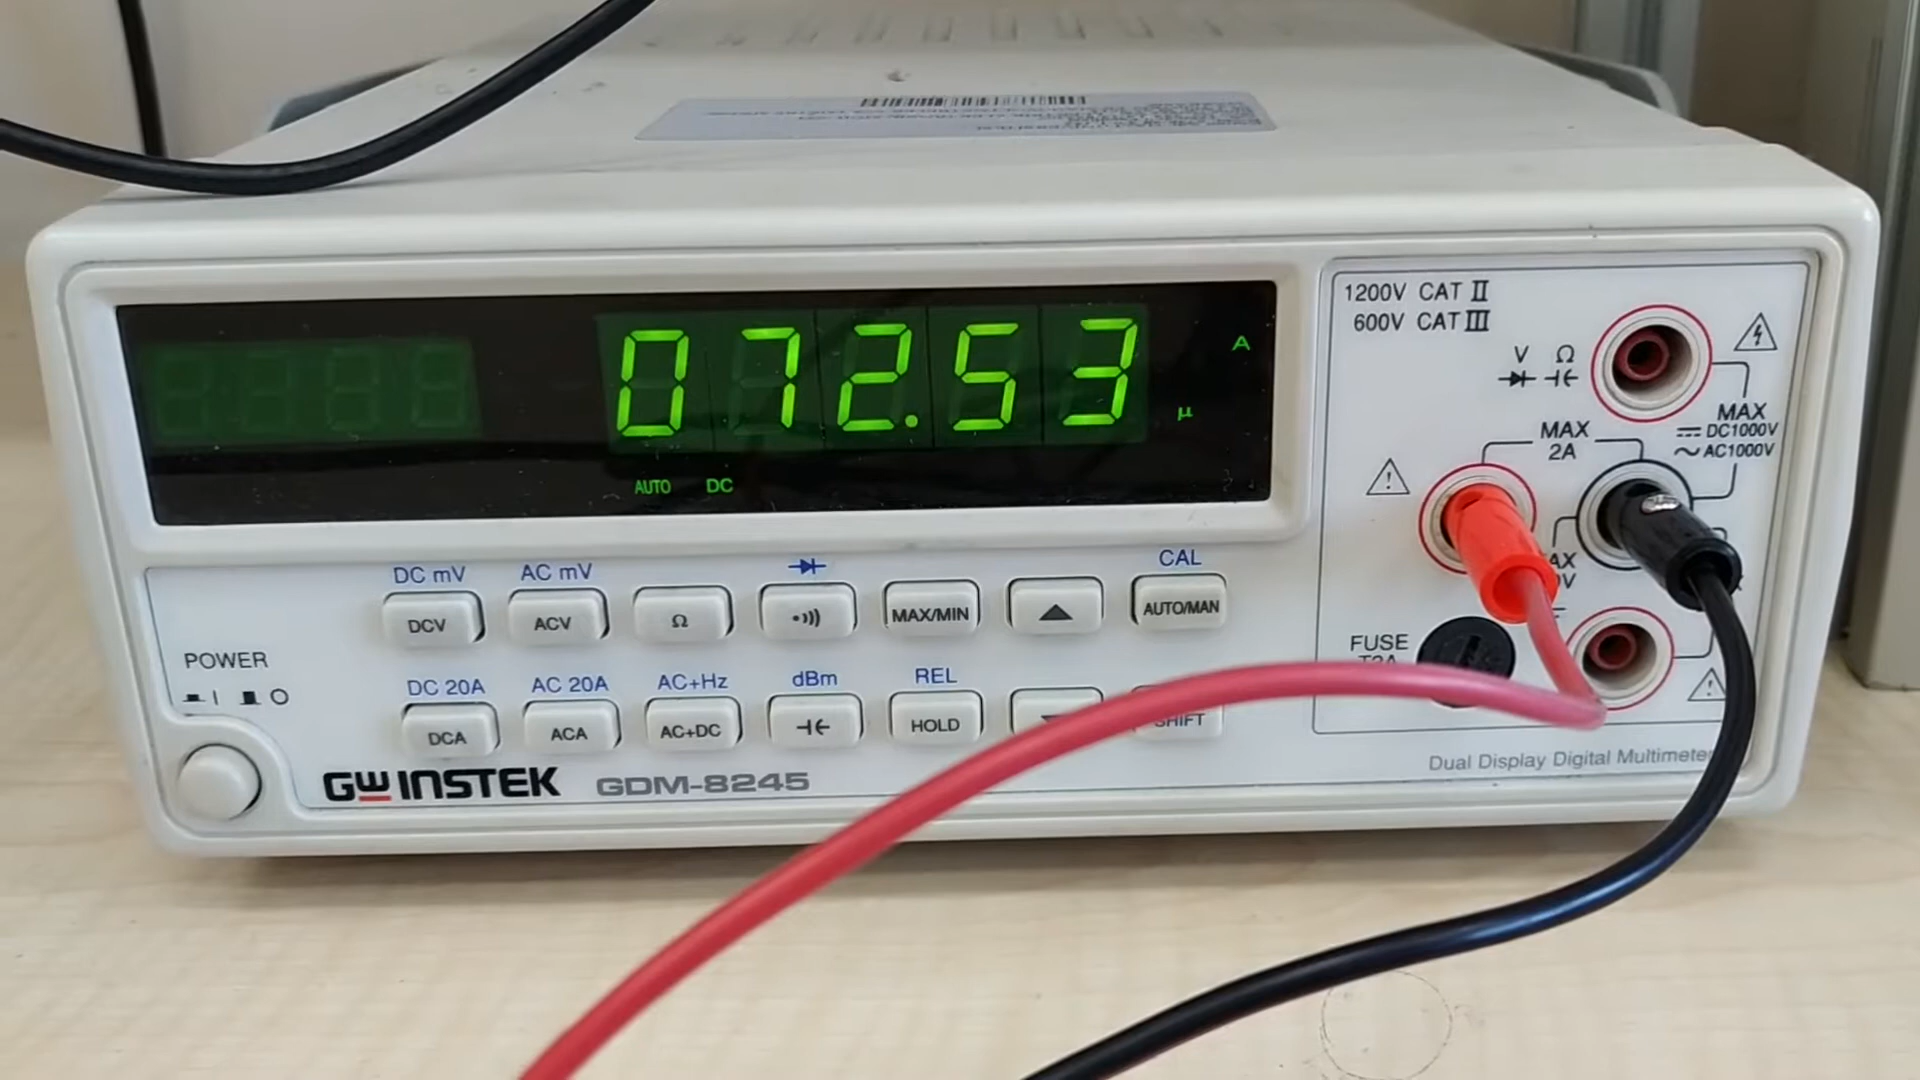 1200V CAT II
600V CAT III
072.53
A
μ
AUTO DC
V Ω
MAX
2A
MAX
DC1000V
AC1000V
DC mV AC mV CAL
DCV ACV Ω MAX/MIN AUTO/MAN
POWER
I O
FUSE
DC 20A AC 20A AC+Hz dBm REL
DCA ACA AC+DC HOLD SHIFT
GW INSTEK GDM-8245
Dual Display Digital Multimeter